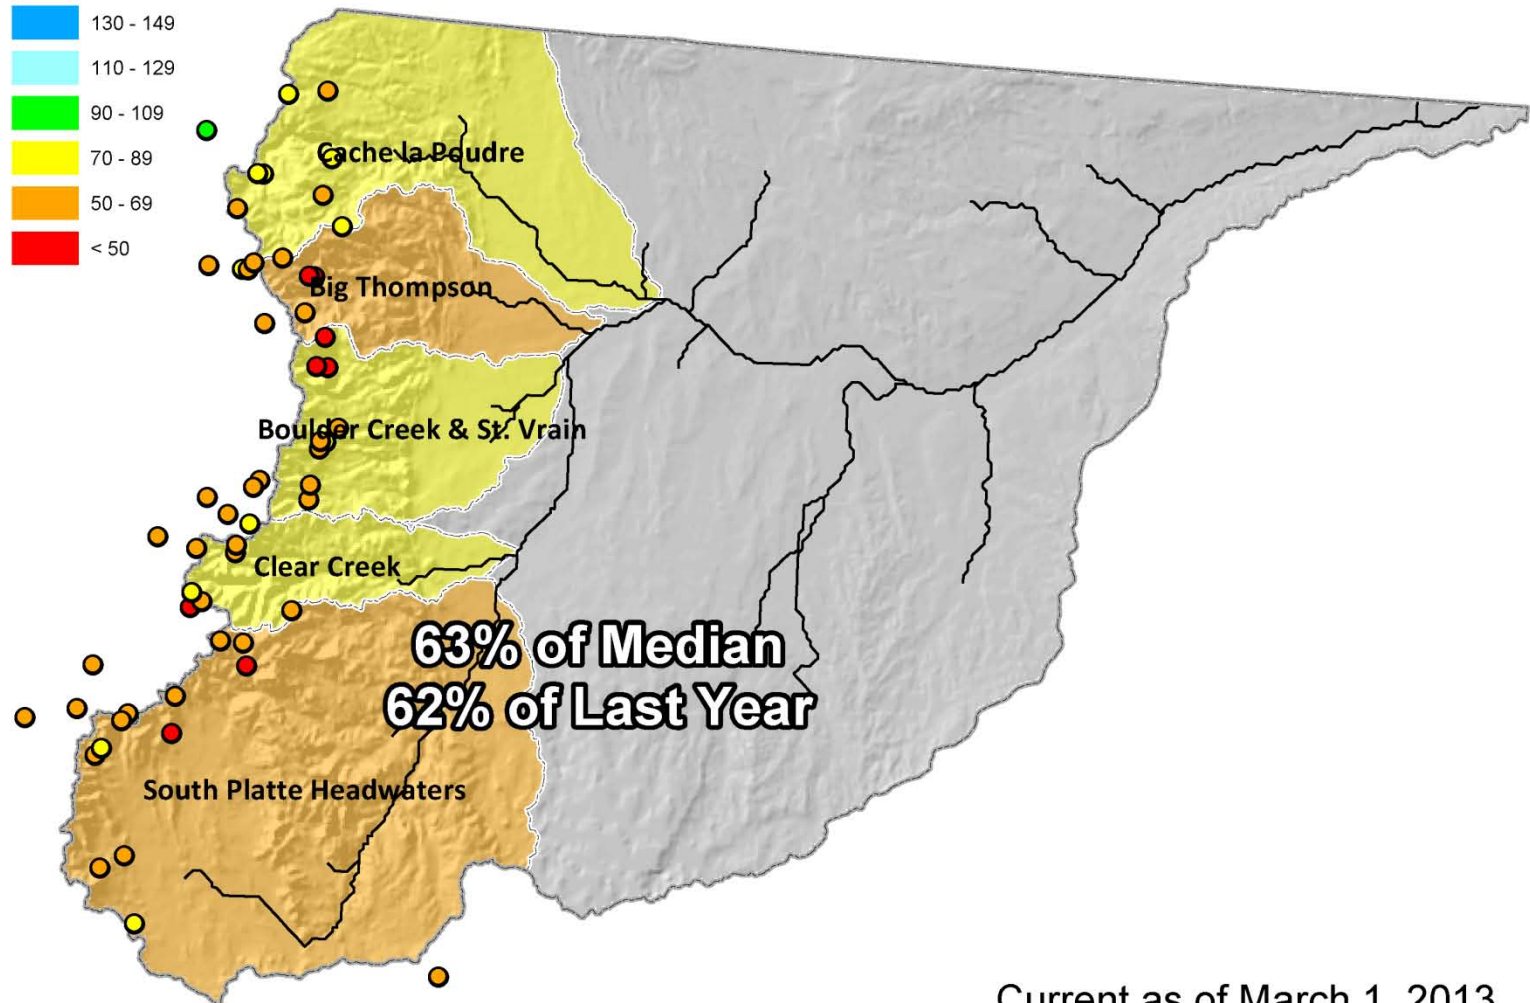 130 - 149
110 - 129
90 - 109
70 - 89
50 - 69
< 50
Cache la Poudre
Big Thompson
Boulder Creek & St. Vrain
Clear Creek
63% of Median
62% of Last Year
South Platte Headwaters
Current as of March 1, 2013